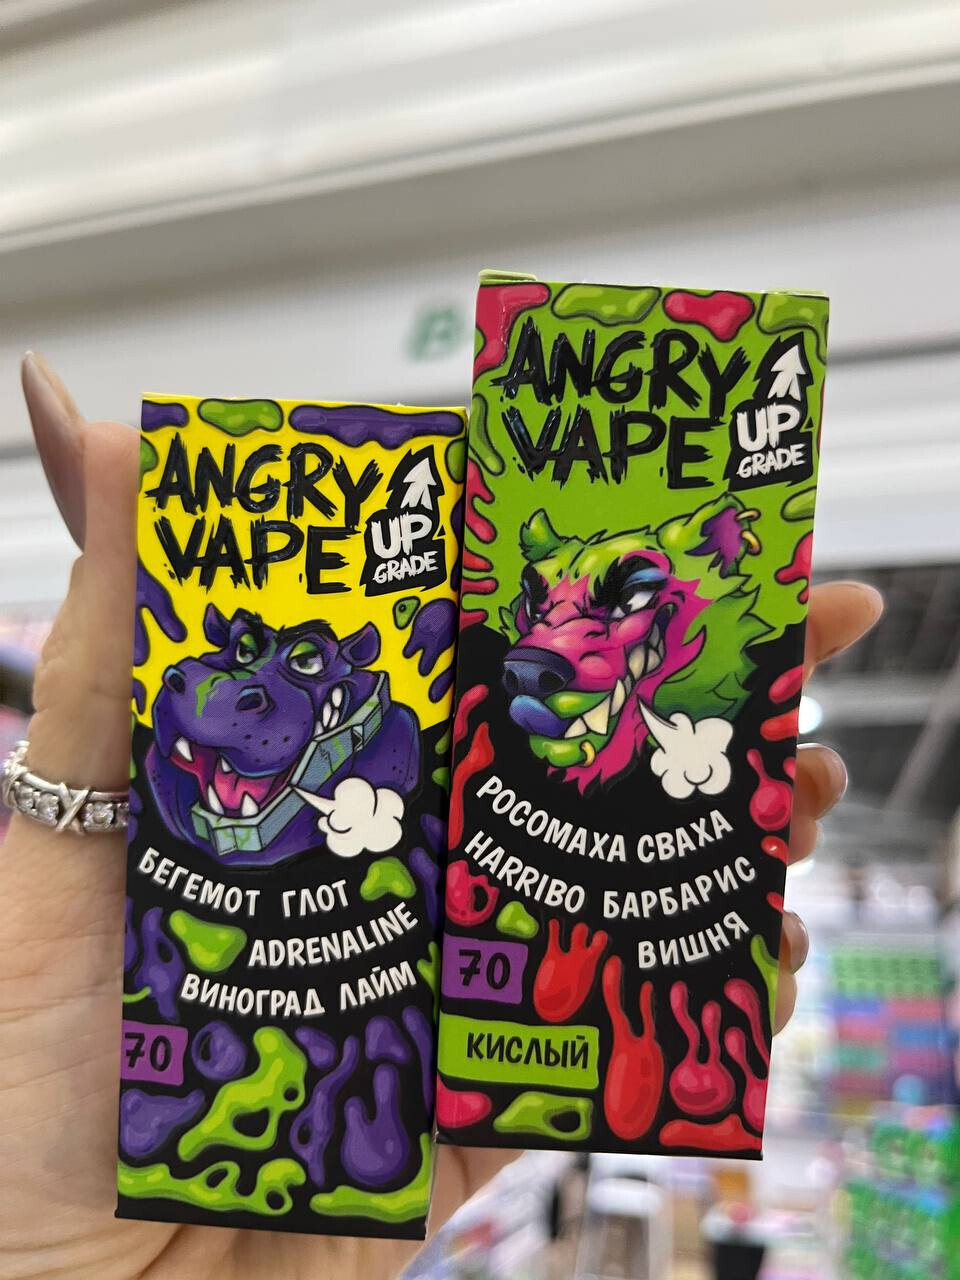 ANGRY
VAPE
UP
GRADE
БЕГЕМОТ ГЛОТ
ADRENALINE
ВИНОГРАД ЛАЙМ
70
ANGRY
VAPE
UP
GRADE
РОСОМАХА СВАХА
HARRIBO БАРБАРИС
ВИШНЯ
70
КИСЛЫЙ